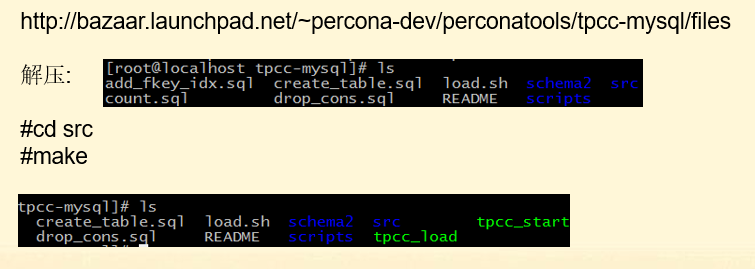 http://bazaar.launchpad.net/~percona-dev/perconatools/tpcc-mysql/files
解压:
[root@localhost tpcc-mysql]# ls
add_fkey_idx.sql create_table.sql load.sh schema2 src
count.sql drop_cons.sql README scripts
#cd src
#make
tpcc-mysql]# ls
create_table.sql load.sh schema2 src tpcc_start
drop_cons.sql README scripts tpcc_load